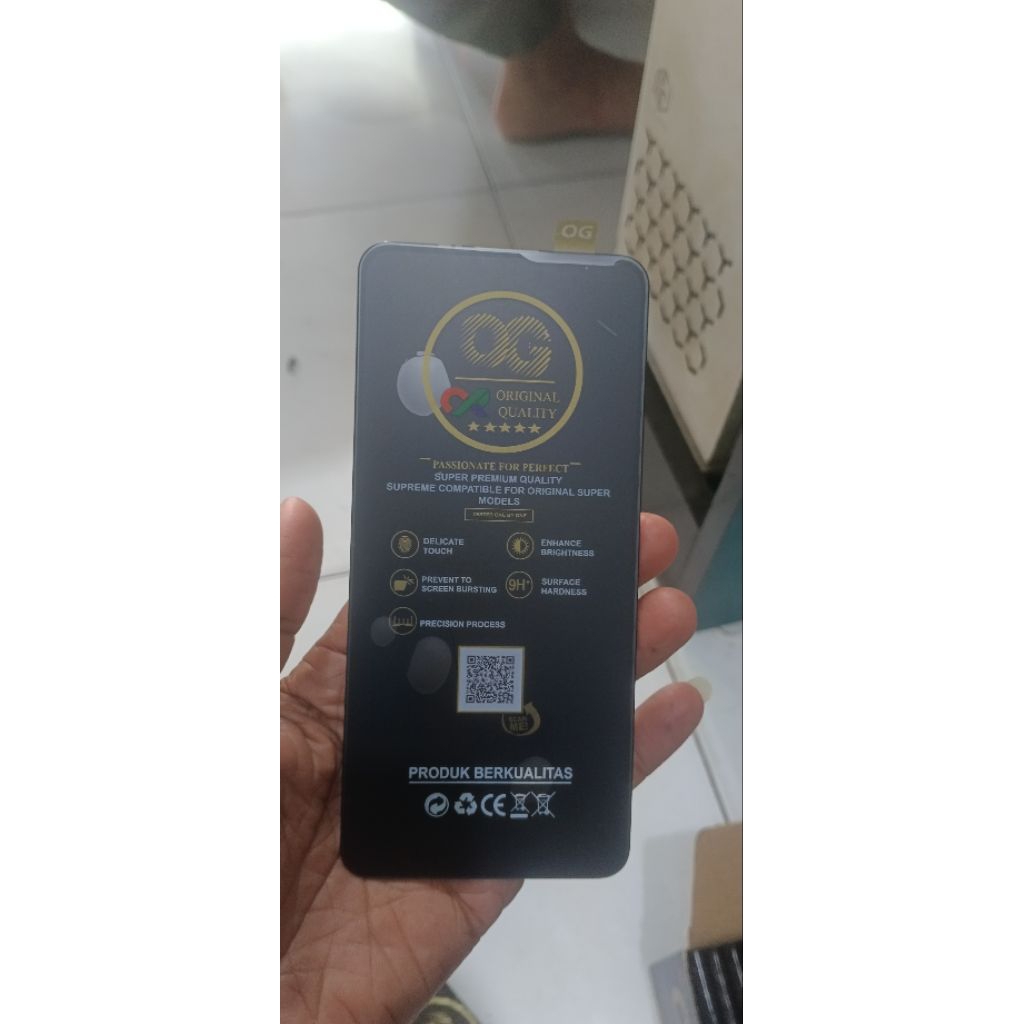 OG
OG
ORIGINAL
QUALITY
PASSIONATE FOR PERFECT
SUPER PREMIUM QUALITY
SUPREME COMPATIBLE FOR ORIGINAL SUPER
MODELS
DELICATE
TOUCH
ENHANCE
BRIGHTNESS
PREVENT TO
SCREEN BURSTING
9H+
SURFACE
HARDNESS
PRECISION PROCESS
SCAN
ME!
PRODUK BERKUALITAS
CE